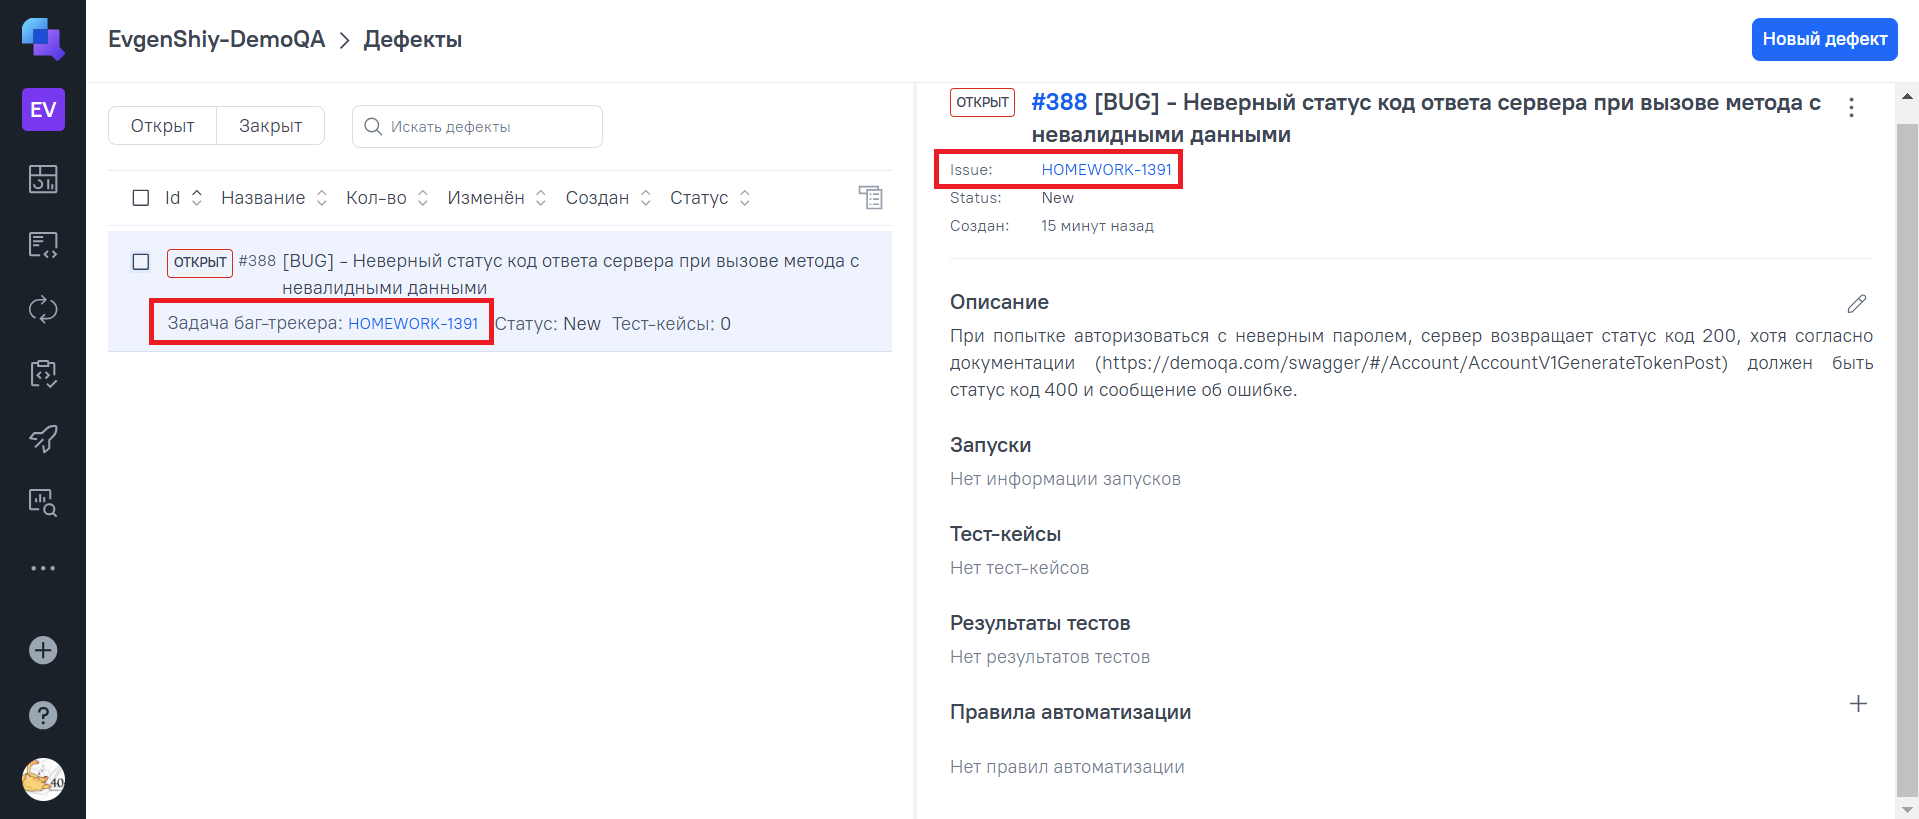 EvgenShiy-DemoQA > Дефекты
Новый дефект
EV
Открыт Закрыт Искать дефекты
Id Название Кол-во Изменён Создан Статус
ОТКРЫТ #388 [BUG] - Неверный статус код ответа сервера при вызове метода с
невалидными данными
Задача баг-трекера: HOMEWORK-1391 Статус: New Тест-кейсы: 0
ОТКРЫТ #388 [BUG] - Неверный статус код ответа сервера при вызове метода с
невалидными данными
Issue: HOMEWORK-1391
Status: New
Создан: 15 минут назад
Описание
При попытке авторизоваться с неверным паролем, сервер возвращает статус код 200, хотя согласно
документации (https://demoqa.com/swagger/#/Account/AccountV1GenerateTokenPost) должен быть
статус код 400 и сообщение об ошибке.
Запуски
Нет информации запусков
Тест-кейсы
Нет тест-кейсов
Результаты тестов
Нет результатов тестов
Правила автоматизации
Нет правил автоматизации
40